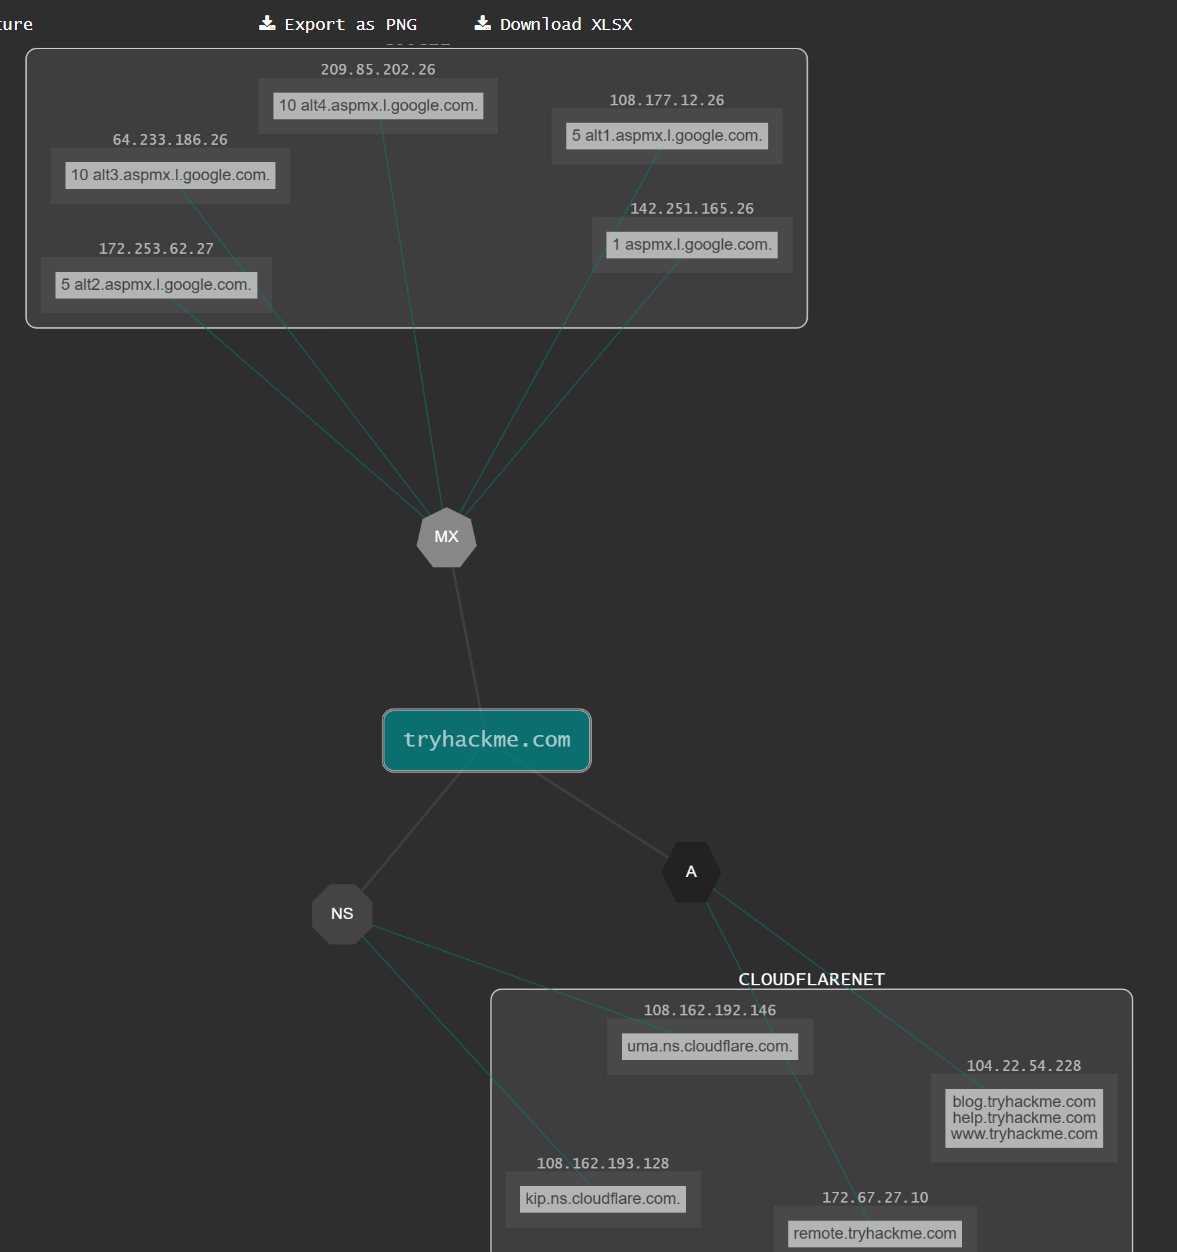 ture
Export as PNG
Download XLSX
209.85.202.26
10 alt4.aspmx.l.google.com.
108.177.12.26
5 alt1.aspmx.l.google.com.
64.233.186.26
10 alt3.aspmx.l.google.com.
142.251.165.26
1 aspmx.l.google.com.
172.253.62.27
5 alt2.aspmx.l.google.com.
MX
tryhackme.com
A
NS
CLOUDFLARENET
108.162.192.146
uma.ns.cloudflare.com.
104.22.54.228
blog.tryhackme.com
help.tryhackme.com
www.tryhackme.com
108.162.193.128
kip.ns.cloudflare.com.
172.67.27.10
remote.tryhackme.com